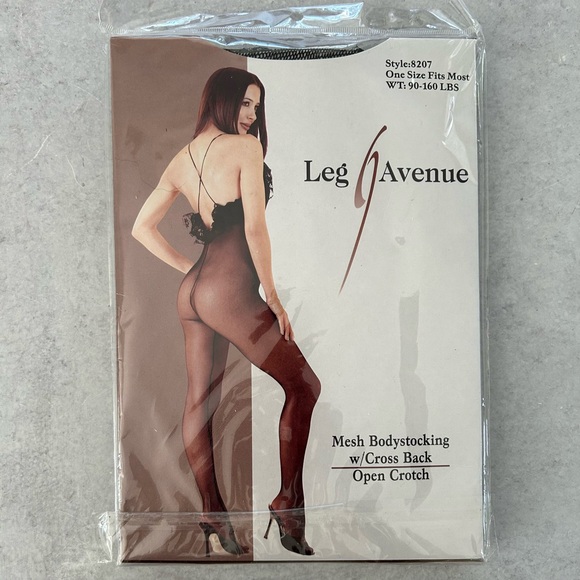 Style:8207
One Size Fits Most
WT: 90-160 LBS
Leg Avenue
Mesh Bodystocking
w/Cross Back
Open Crotch